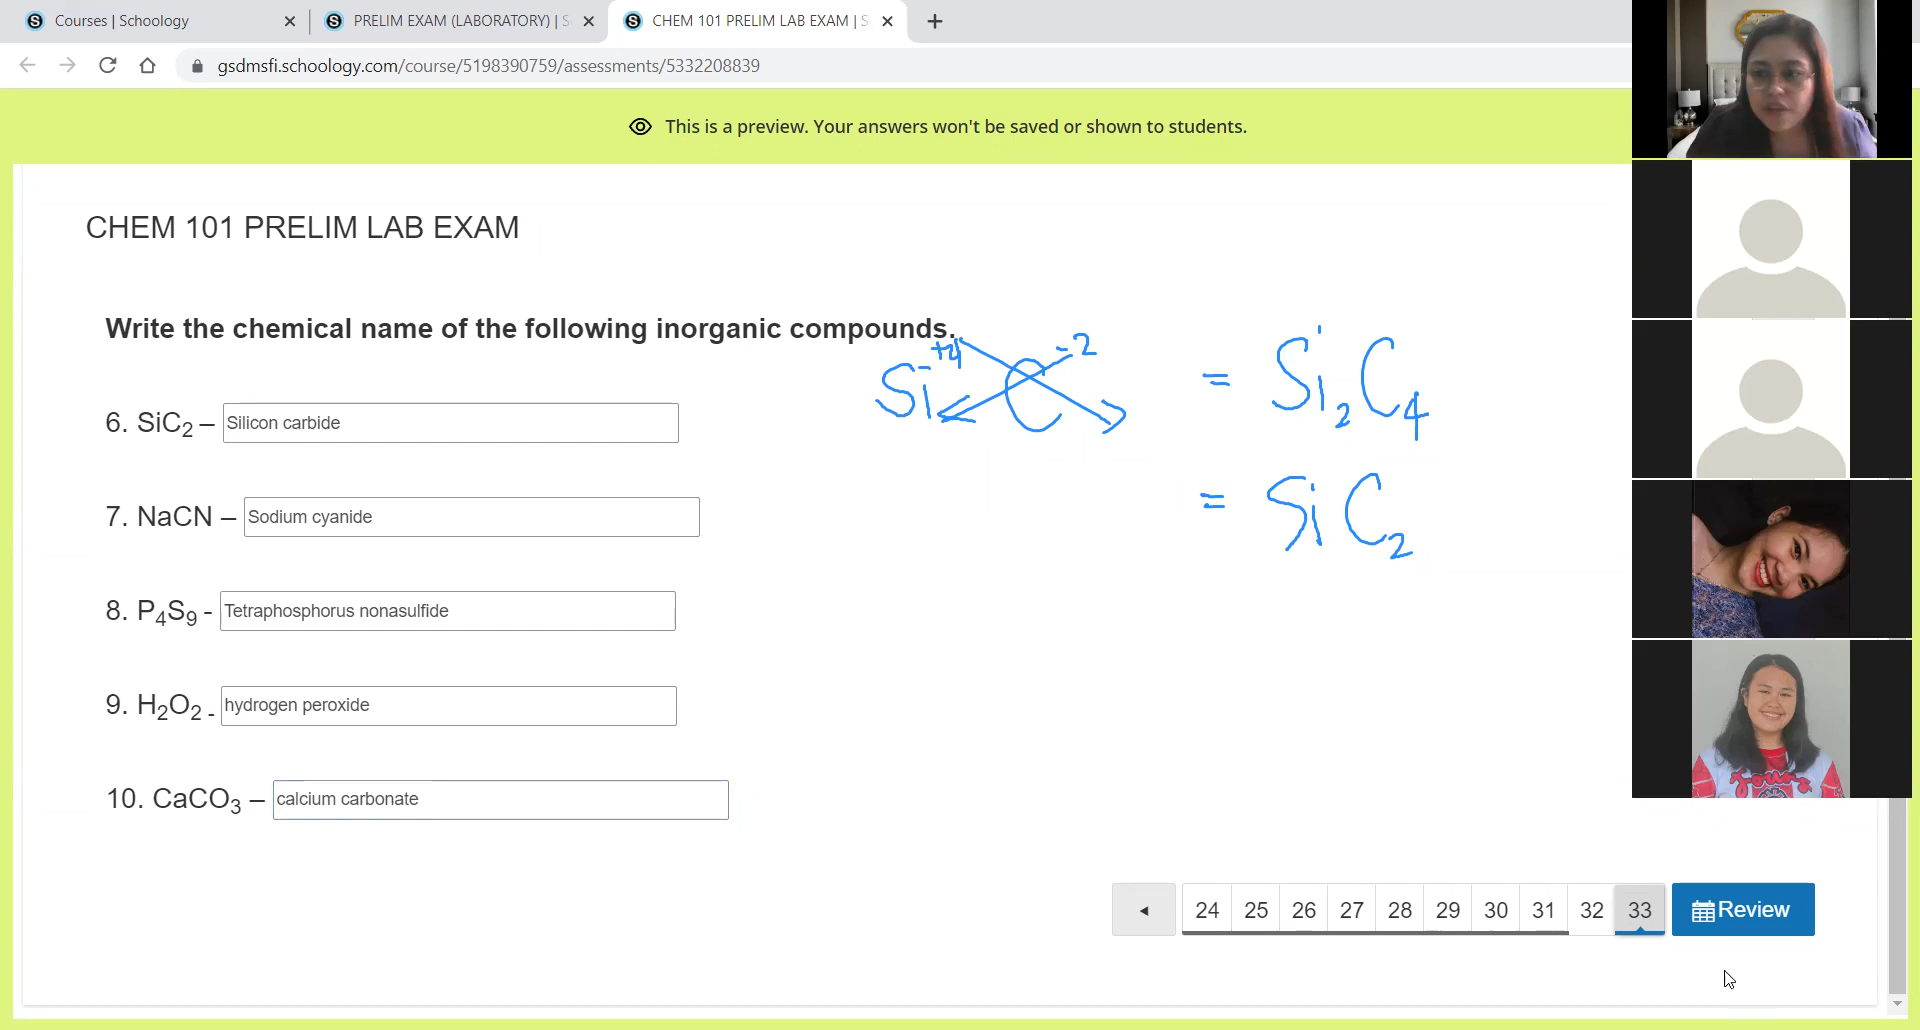 Courses | Schoology
PRELIM EXAM (LABORATORY) | S
CHEM 101 PRELIM LAB EXAM | S
gsdmsfi.schoology.com/course/5198390759/assessments/5332208839
This is a preview. Your answers won't be saved or shown to students.
CHEM 101 PRELIM LAB EXAM
Write the chemical name of the following inorganic compounds.
Si +4 C -2 = Si₂C₄
= SiC₂
6. SiC₂ – Silicon carbide
7. NaCN – Sodium cyanide
8. P₄S₉ - Tetraphosphorus nonasulfide
9. H₂O₂ - hydrogen peroxide
10. CaCO₃ – calcium carbonate
24 25 26 27 28 29 30 31 32 33 Review